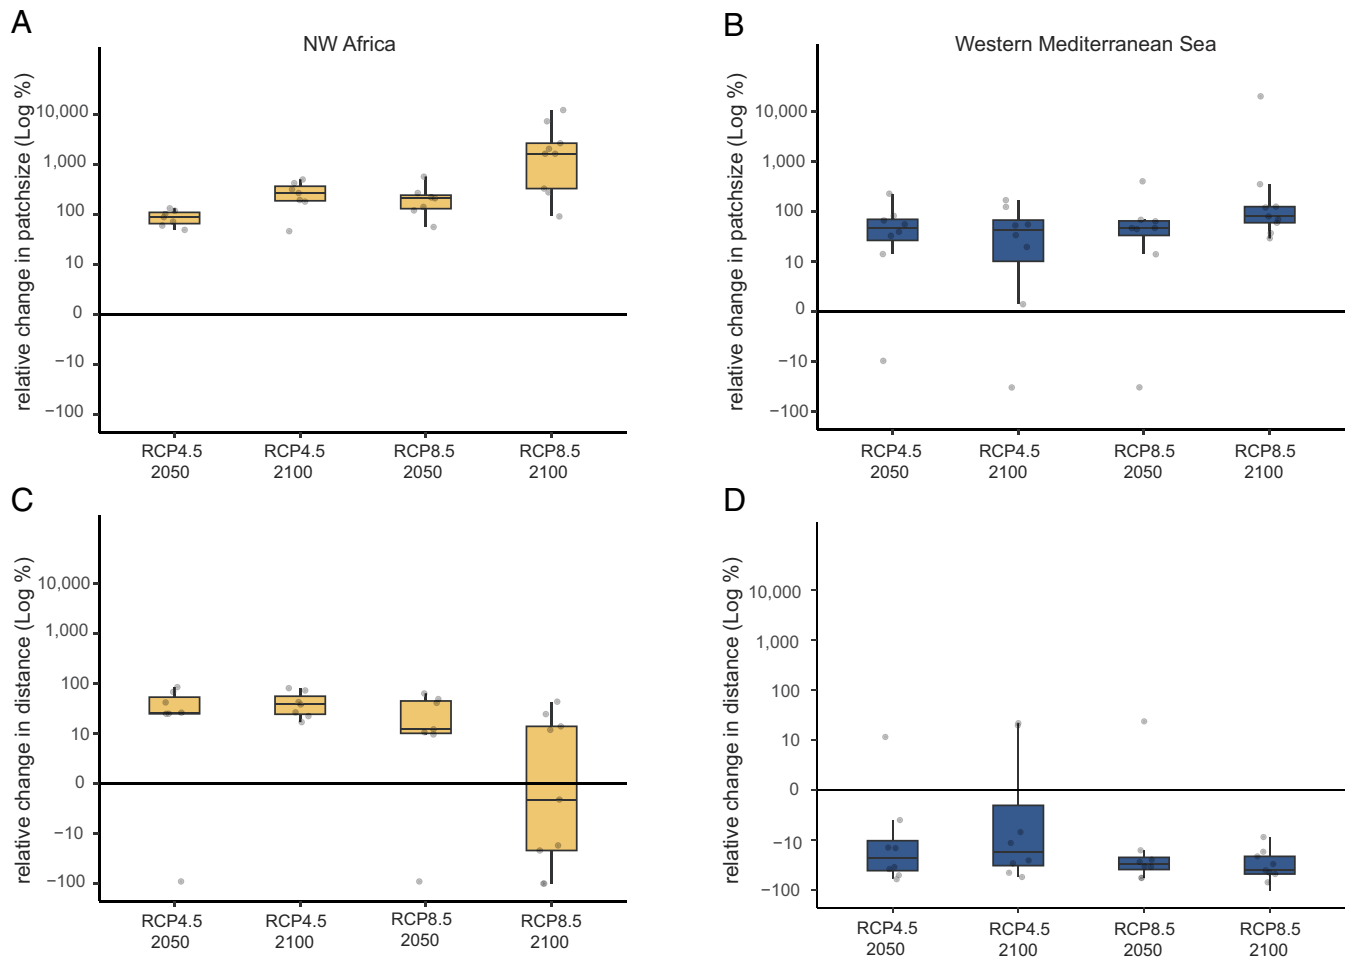 A
NW Africa
relative change in patchsize (Log %)
10,000
1,000
100
10
0
−10
−100
RCP4.5 2050
RCP4.5 2100
RCP8.5 2050
RCP8.5 2100
B
Western Mediterranean Sea
relative change in patchsize (Log %)
10,000
1,000
100
10
0
−10
−100
RCP4.5 2050
RCP4.5 2100
RCP8.5 2050
RCP8.5 2100
C
relative change in distance (Log %)
10,000
1,000
100
10
0
−10
−100
RCP4.5 2050
RCP4.5 2100
RCP8.5 2050
RCP8.5 2100
D
relative change in distance (Log %)
10,000
1,000
100
10
0
−10
−100
RCP4.5 2050
RCP4.5 2100
RCP8.5 2050
RCP8.5 2100